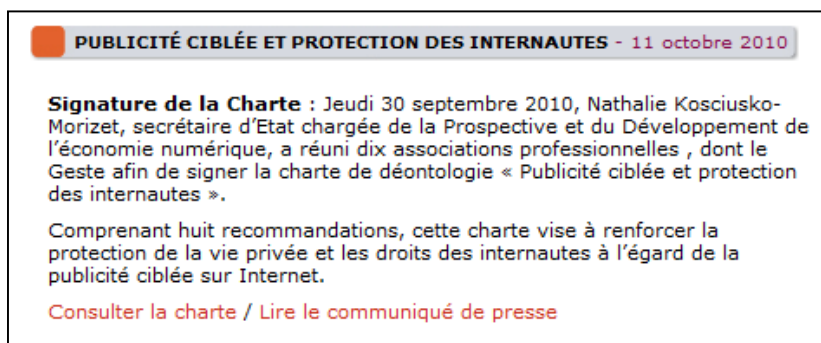 PUBLICITÉ CIBLÉE ET PROTECTION DES INTERNAUTES - 11 octobre 2010
Signature de la Charte : Jeudi 30 septembre 2010, Nathalie Kosciusko-
Morizet, secrétaire d’Etat chargée de la Prospective et du Développement de
l’économie numérique, a réuni dix associations professionnelles , dont le
Geste afin de signer la charte de déontologie « Publicité ciblée et protection
des internautes ».
Comprenant huit recommandations, cette charte vise à renforcer la
protection de la vie privée et les droits des internautes à l’égard de la
publicité ciblée sur Internet.
Consulter la charte / Lire le communiqué de presse